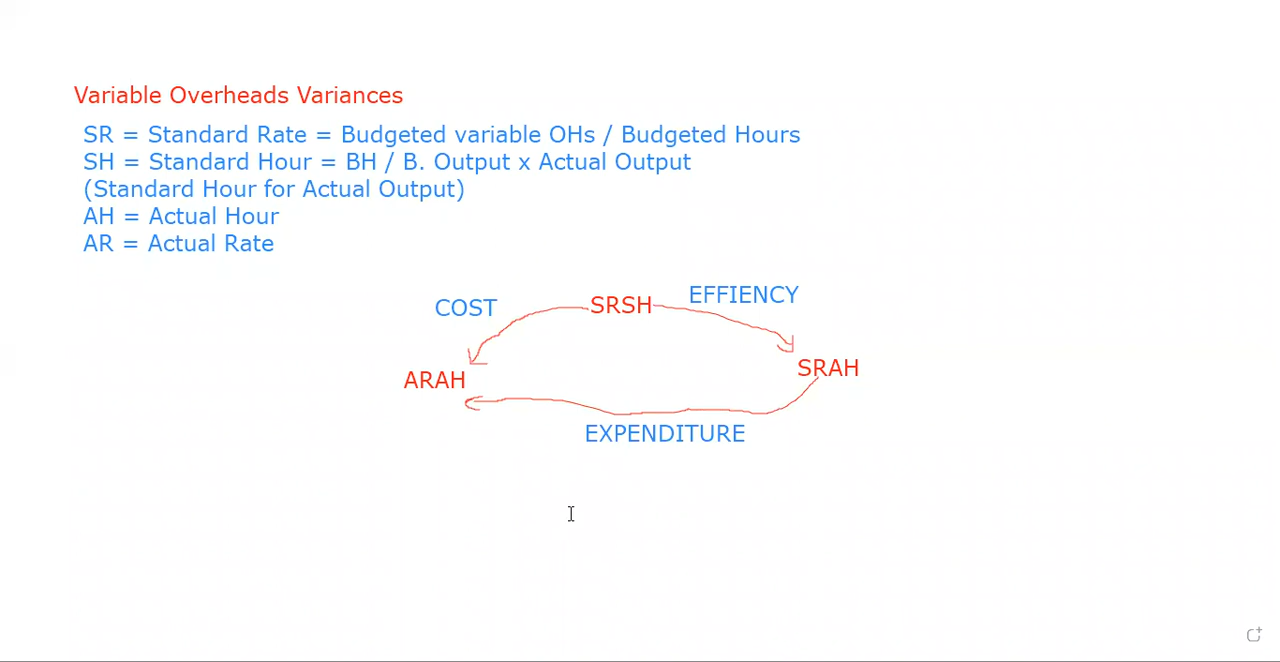 Variable Overheads Variances
SR = Standard Rate = Budgeted variable OHs / Budgeted Hours
SH = Standard Hour = BH / B. Output x Actual Output
(Standard Hour for Actual Output)
AH = Actual Hour
AR = Actual Rate
COST
SRSH
EFFIENCY
ARAH
SRAH
EXPENDITURE